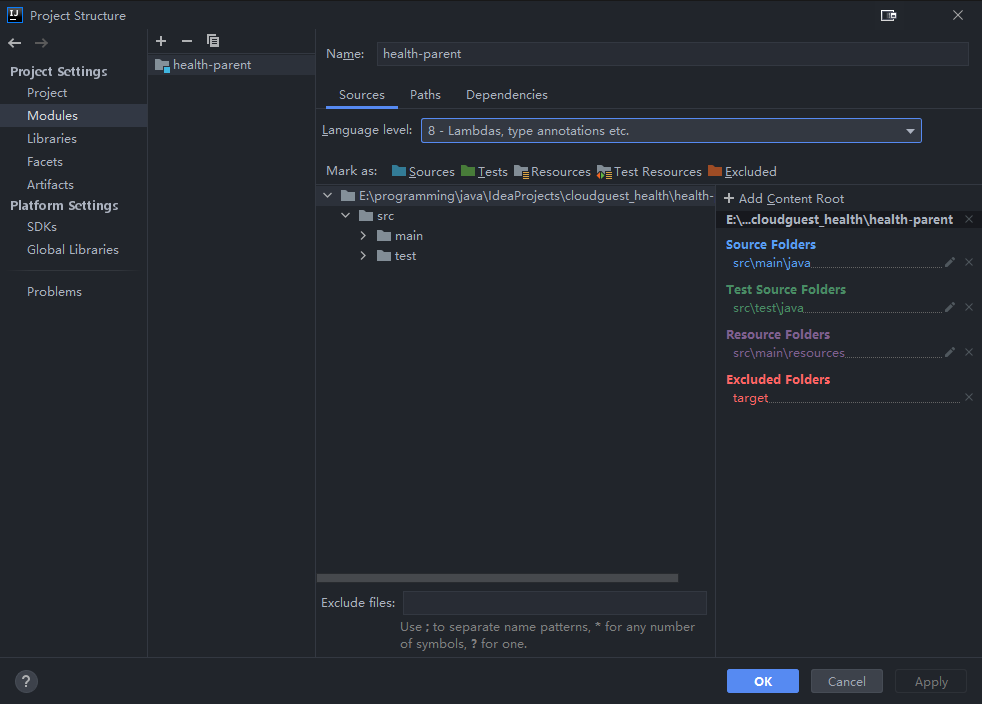 Project Structure
Project Settings
Project
Modules
Libraries
Facets
Artifacts
Platform Settings
SDKs
Global Libraries
Problems
health-parent
Name: health-parent
Sources Paths Dependencies
Language level: 8 - Lambdas, type annotations etc.
Mark as: Sources Tests Resources Test Resources Excluded
E:\programming\java\IdeaProjects\cloudguest_health\health-
src
main
test
Exclude files:
Use ; to separate name patterns, * for any number
of symbols, ? for one.
+ Add Content Root
E:\...cloudguest_health\health-parent
Source Folders
src\main\java
Test Source Folders
src\test\java
Resource Folders
src\main\resources
Excluded Folders
target
?
OK Cancel Apply